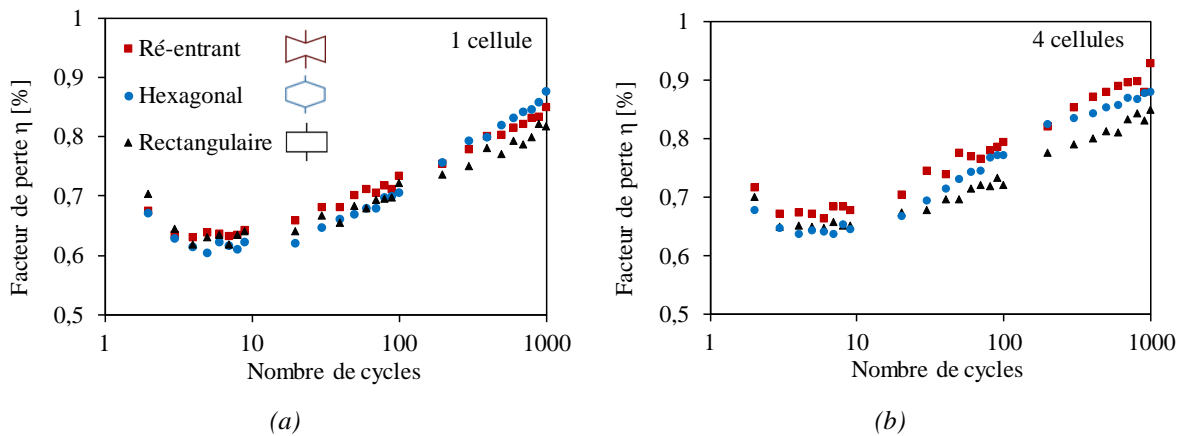 1 cellule
Facteur de perte η [%]
1
0,9
0,8
0,7
0,6
0,5
Ré-entrant
Hexagonal
Rectangulaire
1
10
100
1000
Nombre de cycles
(a)
4 cellules
Facteur de perte η [%]
1
0,9
0,8
0,7
0,6
0,5
1
10
100
1000
Nombre de cycles
(b)